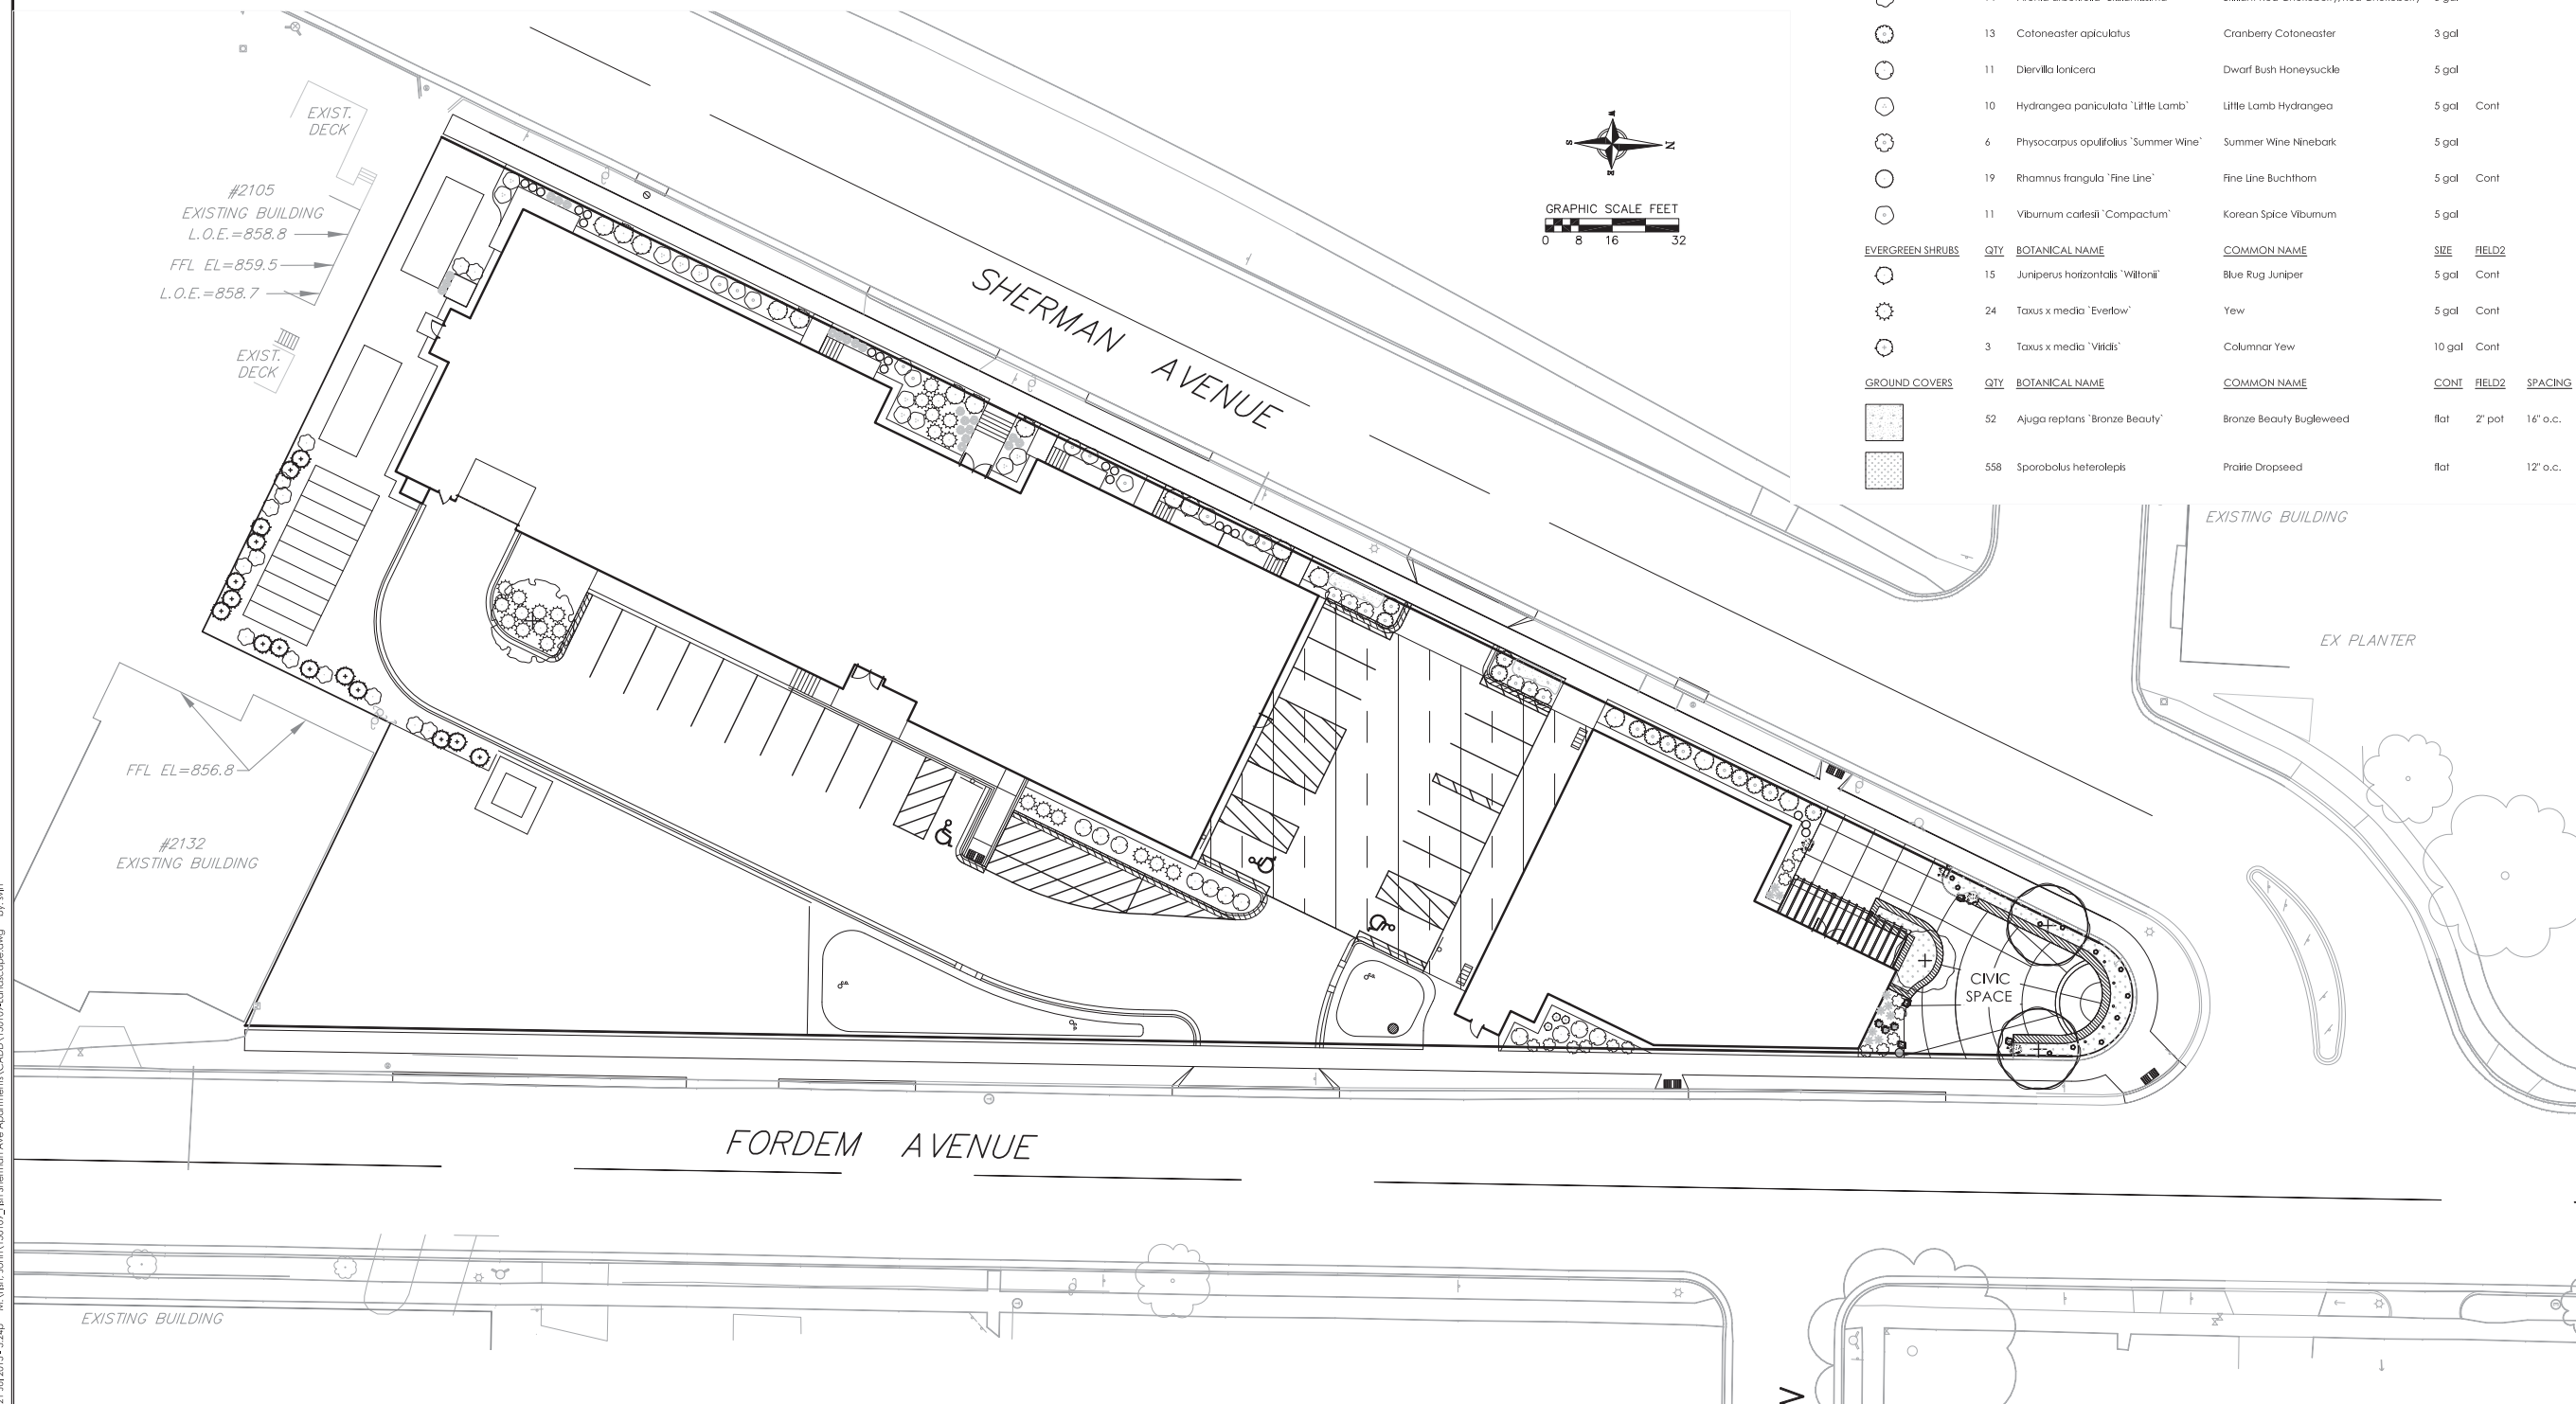 13 Cotoneaster apiculatus Cranberry Cotoneaster 3 gal
11 Diervilla lonicera Dwarf Bush Honeysuckle 5 gal
10 Hydrangea paniculata `Little Lamb` Little Lamb Hydrangea 5 gal Cont
6 Physocarpus opulifolius `Summer Wine` Summer Wine Ninebark 5 gal
19 Rhamnus frangula `Fine Line` Fine Line Buchthorn 5 gal Cont
11 Viburnum carlesii `Compactum` Korean Spice Viburnum 5 gal
EVERGREEN SHRUBS QTY BOTANICAL NAME COMMON NAME SIZE FIELD2
15 Juniperus horizontalis `Wiltonii` Blue Rug Juniper 5 gal Cont
24 Taxus x media `Everlow` Yew 5 gal Cont
3 Taxus x media `Viridis` Columnar Yew 10 gal Cont
GROUND COVERS QTY BOTANICAL NAME COMMON NAME CONT FIELD2 SPACING
52 Ajuga reptans `Bronze Beauty` Bronze Beauty Bugleweed flat 2" pot 16" o.c.
558 Sporobolus heterolepis Prairie Dropseed flat 12" o.c.
N
S
GRAPHIC SCALE FEET
0 8 16 32
EXIST.
DECK
#2105
EXISTING BUILDING
L.O.E.=858.8
FFL EL=859.5
L.O.E.=858.7
EXIST.
DECK
SHERMAN AVENUE
EXISTING BUILDING
EX PLANTER
FFL EL=856.8
#2132
EXISTING BUILDING
CIVIC
SPACE
FORDEM AVENUE
EXISTING BUILDING